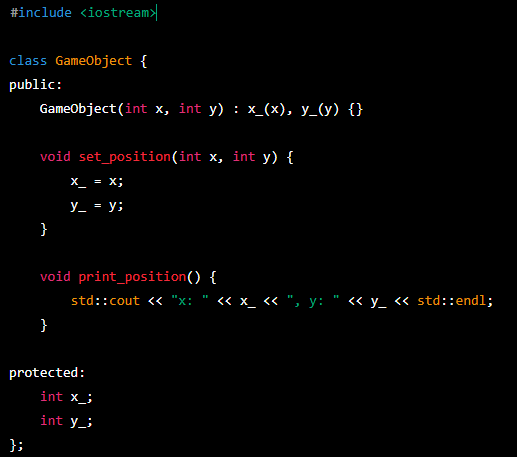 #include <iostream>
class GameObject {
public:
    GameObject(int x, int y) : x_(x), y_(y) {}
    void set_position(int x, int y) {
        x_ = x;
        y_ = y;
    }
    void print_position() {
        std::cout << "x: " << x_ << ", y: " << y_ << std::endl;
    }
protected:
    int x_;
    int y_;
};